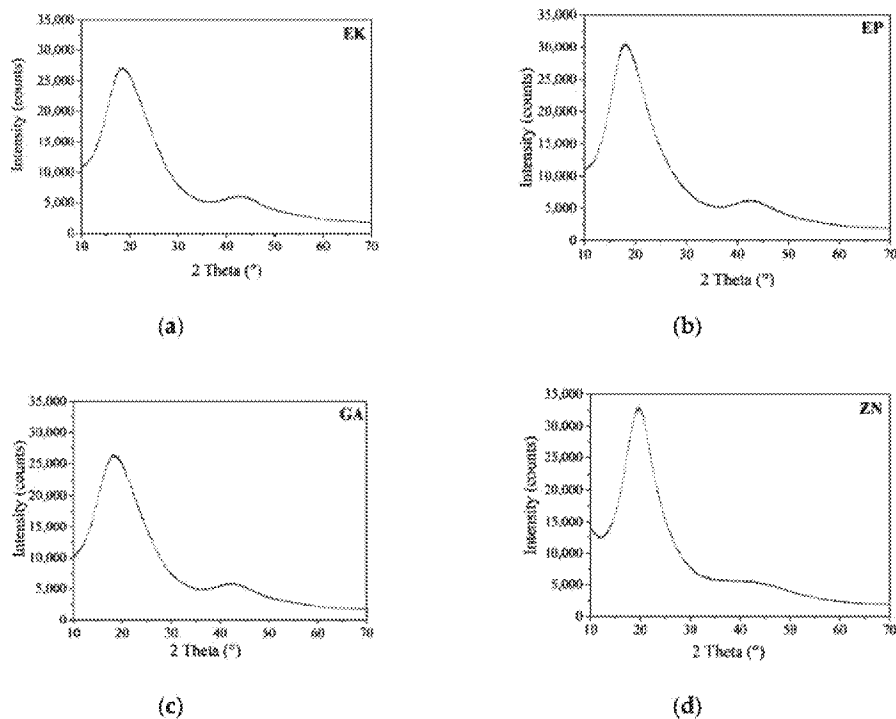 35,000
EK
30,000
25,000
20,000
15,000
10,000
5,000
0
Intensity (counts)
10 20 30 40 50 60 70
2 Theta (°)
(a)
35,000
EP
30,000
25,000
20,000
15,000
10,000
5,000
0
Intensity (counts)
10 20 30 40 50 60 70
2 Theta (°)
(b)
35,000
GA
30,000
25,000
20,000
15,000
10,000
5,000
0
Intensity (counts)
10 20 30 40 50 60 70
2 Theta (°)
(c)
35,000
ZN
30,000
25,000
20,000
15,000
10,000
5,000
0
Intensity (counts)
10 20 30 40 50 60 70
2 Theta (°)
(d)